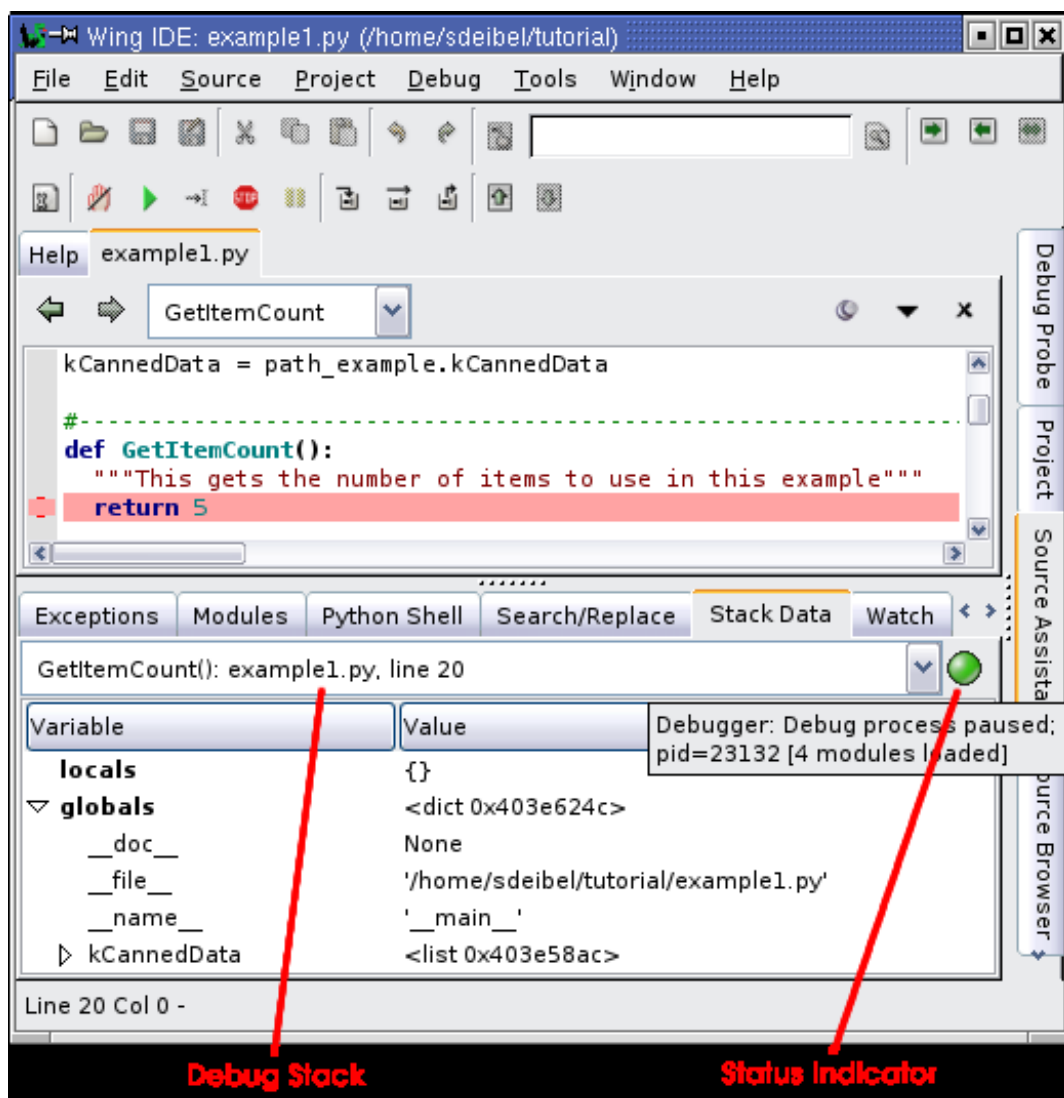 Wing IDE: example1.py (/home/sdeibel/tutorial)
File Edit Source Project Debug Tools Window Help
STOP
Help example1.py
GetItemCount
kCannedData = path_example.kCannedData
#------------------------------------------------------------
def GetItemCount():
"""This gets the number of items to use in this example"""
return 5
Exceptions Modules Python Shell Search/Replace Stack Data Watch
GetItemCount(): example1.py, line 20
Variable Value
Debugger: Debug process paused;
pid=23132 [4 modules loaded]
locals {}
globals <dict 0x403e624c>
__doc__ None
__file__ '/home/sdeibel/tutorial/example1.py'
__name__ '__main__'
kCannedData <list 0x403e58ac>
Line 20 Col 0 -
Debug Probe
Project
Source Assista
ource Browser
Debug Stack
Status Indicator